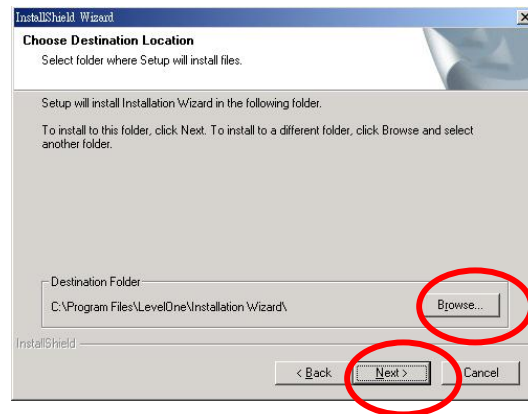 InstallShield Wizard
Choose Destination Location
Select folder where Setup will install files.
Setup will install Installation Wizard in the following folder.
To install to this folder, click Next. To install to a different folder, click Browse and select
another folder.
Destination Folder
C:\Program Files\LevelOne\Installation Wizard\
Browse...
InstallShield
< Back
Next >
Cancel